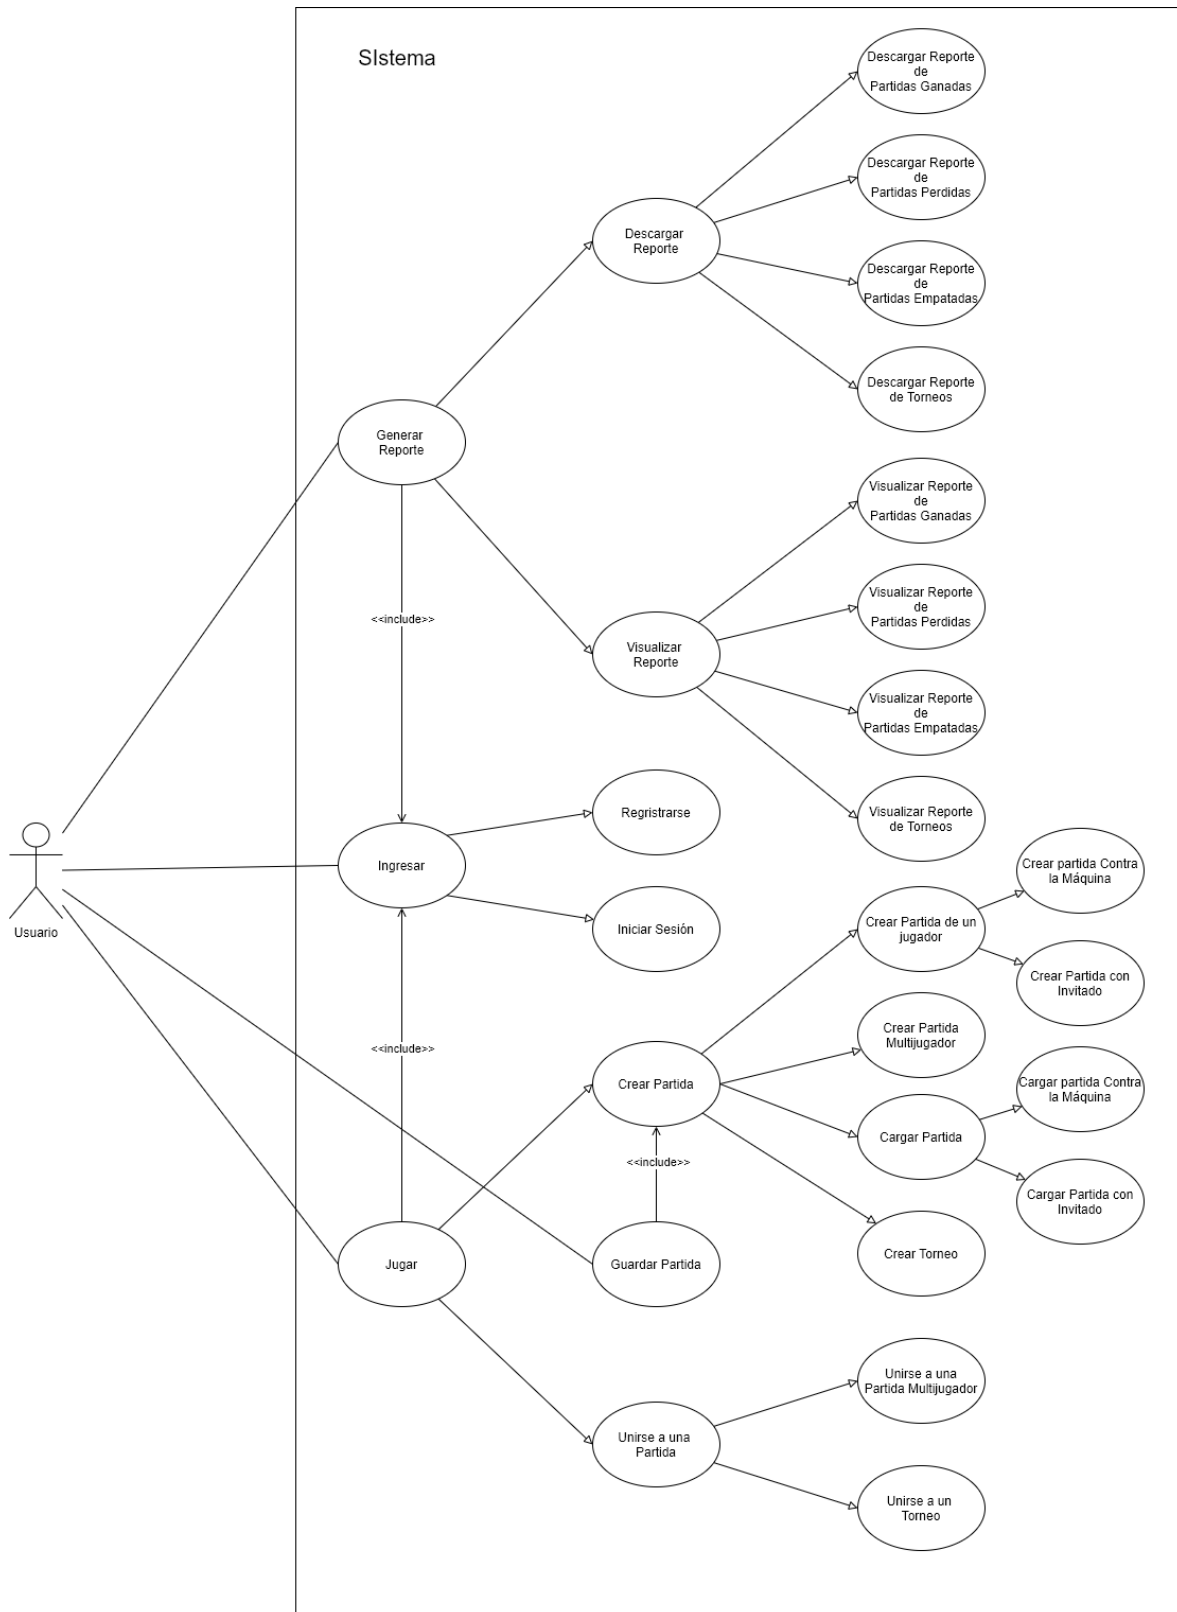 SIstema
Descargar Reporte
de
Partidas Ganadas
Descargar Reporte
de
Partidas Perdidas
Descargar
Reporte
Descargar Reporte
de
Partidas Empatadas
Descargar Reporte
de Torneos
Generar
Reporte
Visualizar Reporte
de
Partidas Ganadas
<<include>>
Visualizar Reporte
de
Partidas Perdidas
Visualizar
Reporte
Visualizar Reporte
de
Partidas Empatadas
Regristrarse
Visualizar Reporte
de Torneos
Ingresar
Crear partida Contra
la Máquina
Usuario
Iniciar Sesión
Crear Partida de un
jugador
Crear Partida con
Invitado
<<include>>
Crear Partida
Multijugador
Crear Partida
Cargar partida Contra
la Máquina
Cargar Partida
<<include>>
Cargar Partida con
Invitado
Jugar
Guardar Partida
Crear Torneo
Unirse a una
Partida Multijugador
Unirse a una
Partida
Unirse a un
Torneo